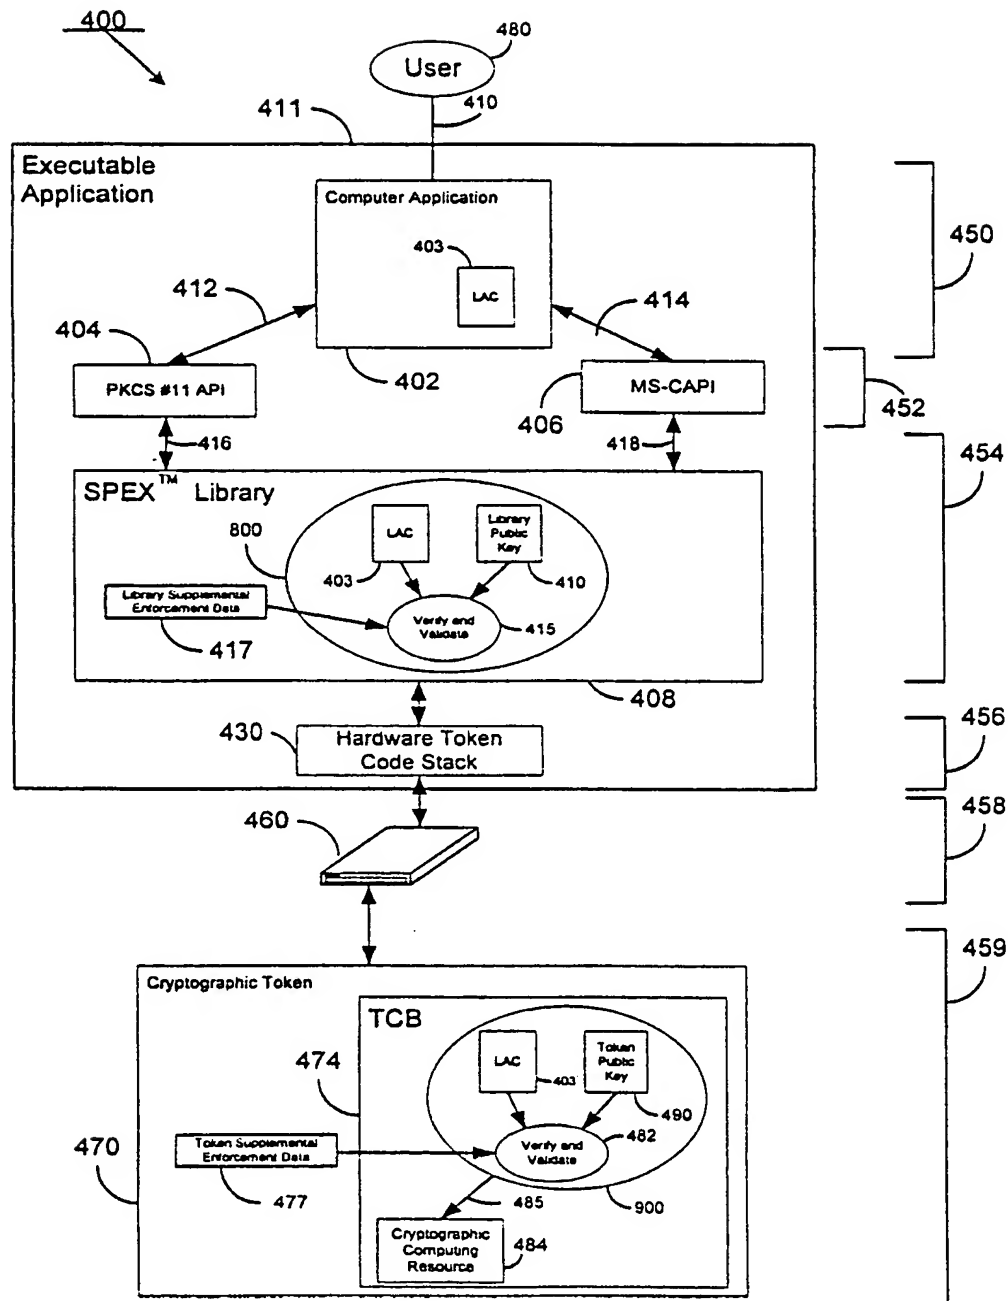 400
480
User
410
411
Executable
Application
Computer Application
403
LAC
450
412
414
404
402
PKCS #11 API
406
MS-CAPI
452
416
418
454
SPEX™ Library
800
LAC
Library
Public
Key
403
410
Library Supplemental
Enforcement Data
Verify and
Validate
415
417
408
456
430
Hardware Token
Code Stack
458
460
459
Cryptographic Token
TCB
474
LAC
Token
Public
Key
403
490
470
Token Supplemental
Enforcement Data
Verify and
Validate
482
477
485
900
Cryptographic
Computing
Resource
484